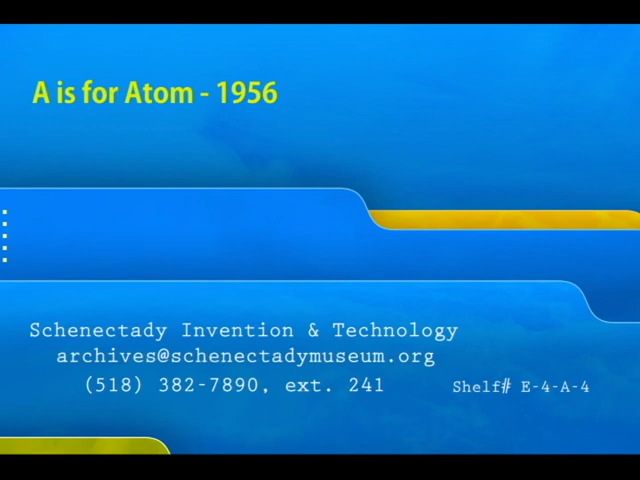 A is for Atom - 1956
Schenectady Invention & Technology
archives@schenectadymuseum.org
(518) 382-7890, ext. 241
Shelf# E-4-A-4